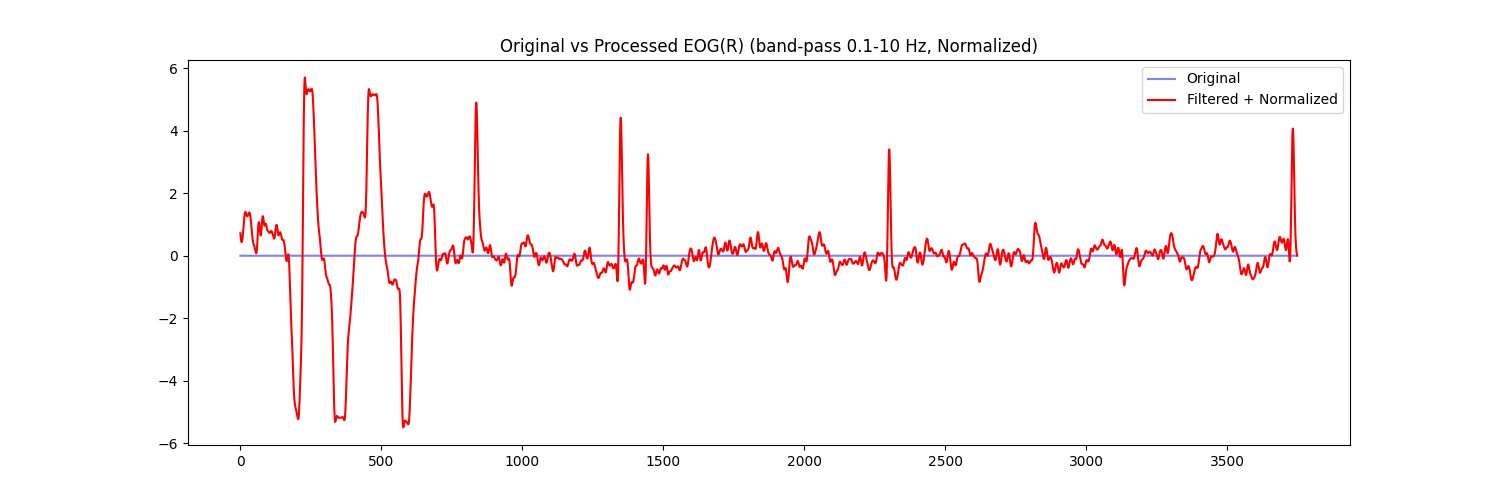 Original vs Processed EOG(R) (band-pass 0.1-10 Hz, Normalized)
Original
Filtered + Normalized
6
4
2
0
−2
−4
−6
0 500 1000 1500 2000 2500 3000 3500